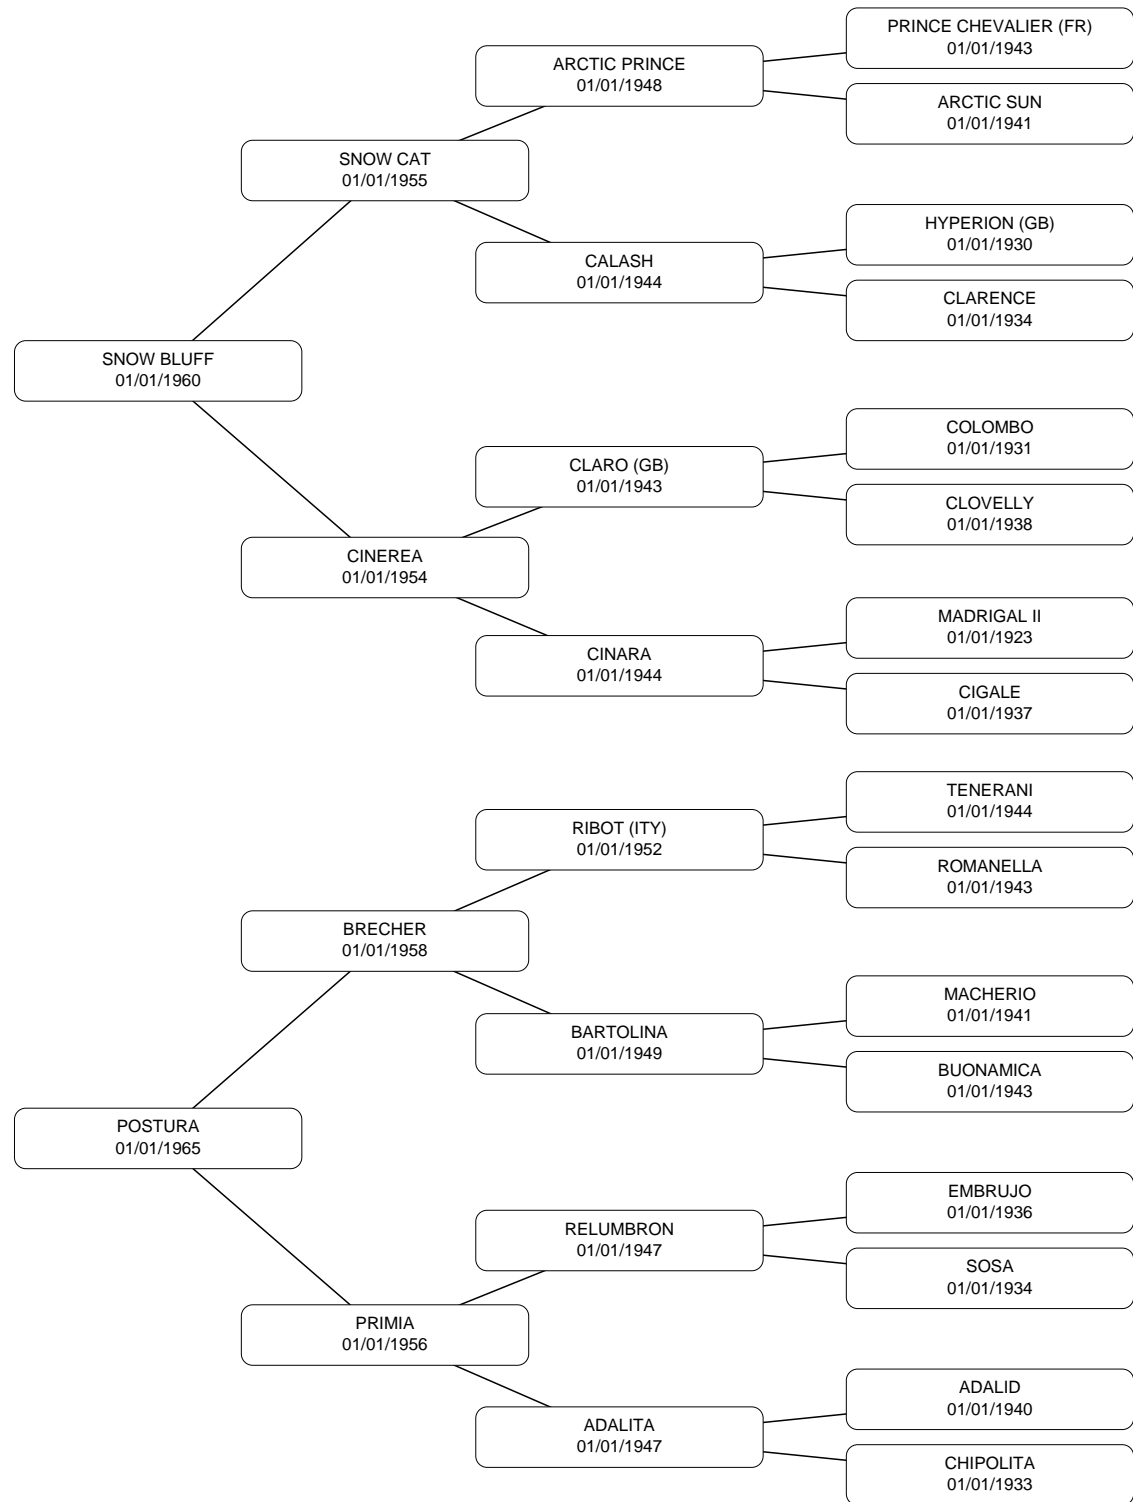 PRINCE CHEVALIER (FR)
01/01/1943
ARCTIC PRINCE
01/01/1948
ARCTIC SUN
01/01/1941
SNOW CAT
01/01/1955
HYPERION (GB)
01/01/1930
CALASH
01/01/1944
CLARENCE
01/01/1934
SNOW BLUFF
01/01/1960
COLOMBO
01/01/1931
CLARO (GB)
01/01/1943
CLOVELLY
01/01/1938
CINEREA
01/01/1954
MADRIGAL II
01/01/1923
CINARA
01/01/1944
CIGALE
01/01/1937
TENERANI
01/01/1944
RIBOT (ITY)
01/01/1952
ROMANELLA
01/01/1943
BRECHER
01/01/1958
MACHERIO
01/01/1941
BARTOLINA
01/01/1949
BUONAMICA
01/01/1943
POSTURA
01/01/1965
EMBRUJO
01/01/1936
RELUMBRON
01/01/1947
SOSA
01/01/1934
PRIMIA
01/01/1956
ADALID
01/01/1940
ADALITA
01/01/1947
CHIPOLITA
01/01/1933